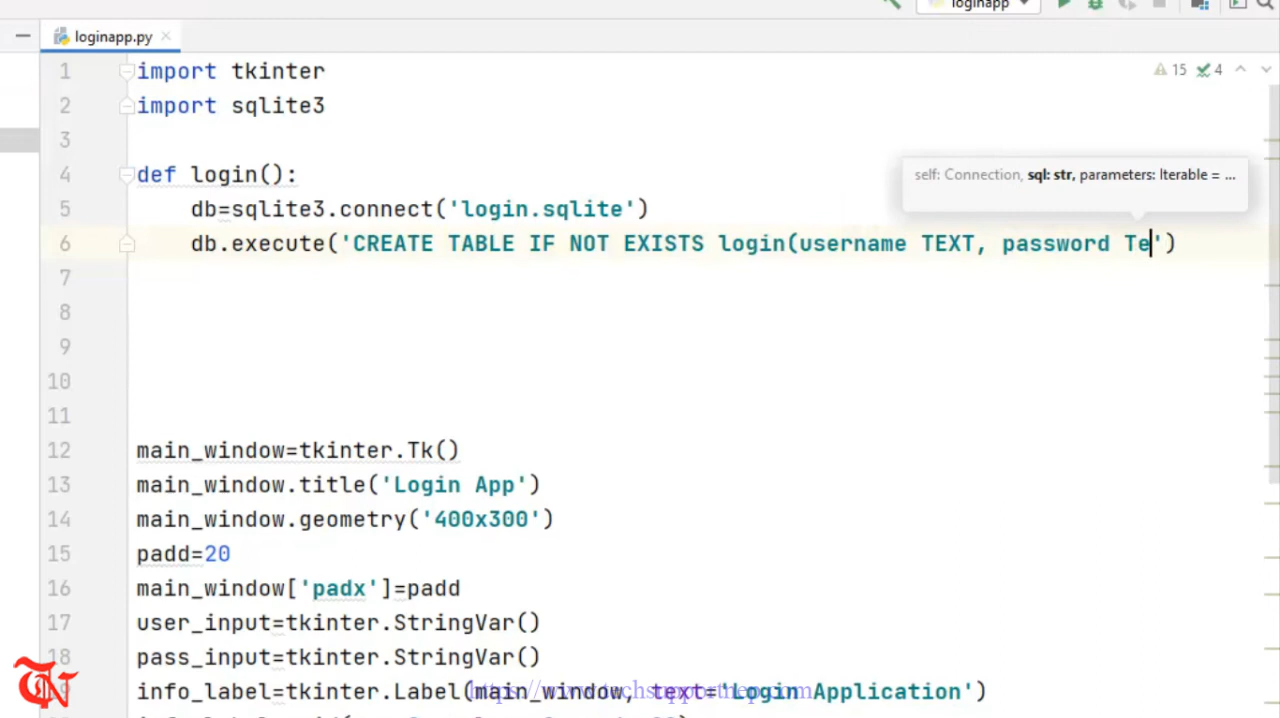 loginapp
loginapp.py
15 4
1 import tkinter
2 import sqlite3
3
4 def login():
self: Connection, sql: str, parameters: Iterable = ...
5 db=sqlite3.connect('login.sqlite')
6 db.execute('CREATE TABLE IF NOT EXISTS login(username TEXT, password Te')
7
8
9
10
11
12 main_window=tkinter.Tk()
13 main_window.title('Login App')
14 main_window.geometry('400x300')
15 padd=20
16 main_window['padx']=padd
17 user_input=tkinter.StringVar()
18 pass_input=tkinter.StringVar()
info_label=tkinter.Label(main_window, text='Login Application')